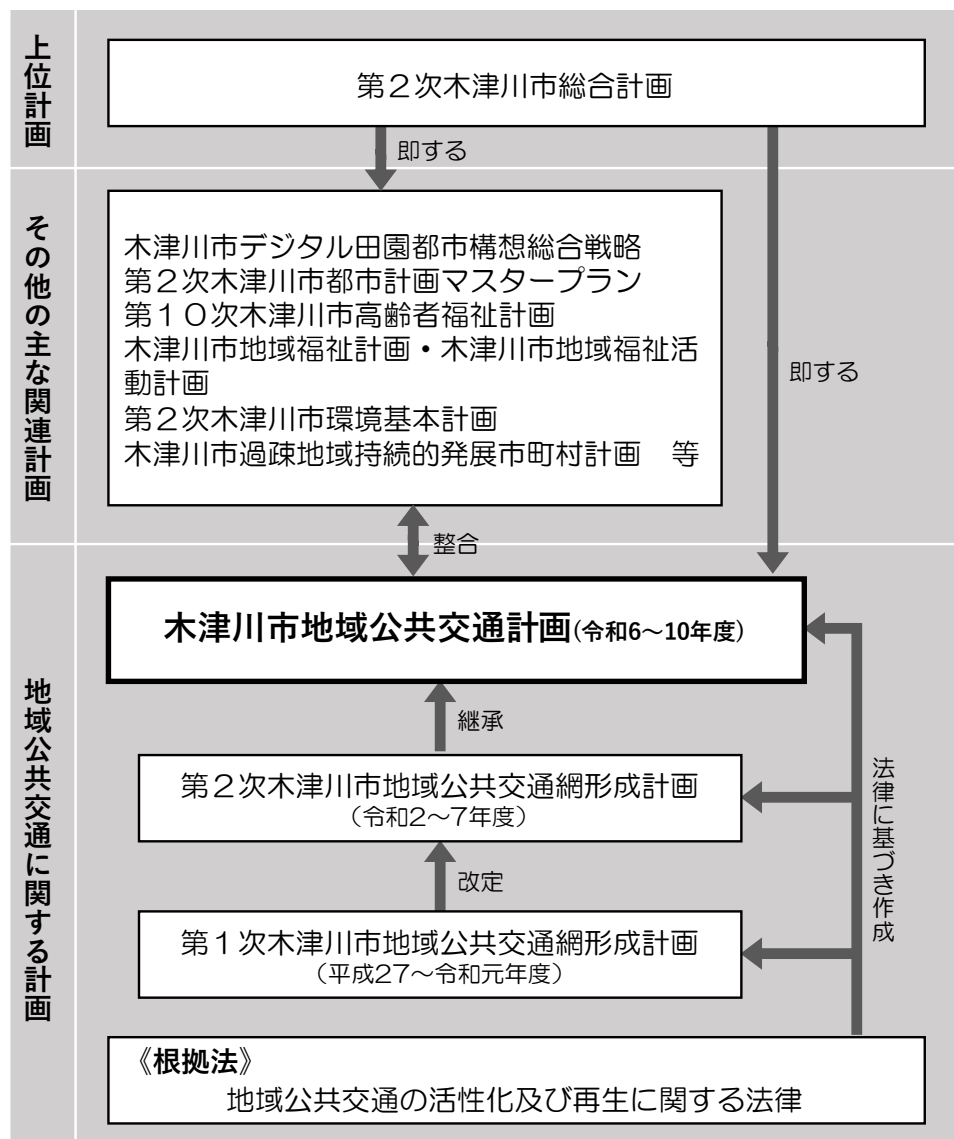 上位計画
第２次木津川市総合計画
即する
即する
その他の主な関連計画
木津川市デジタル田園都市構想総合戦略
第２次木津川市都市計画マスタープラン
第１０次木津川市高齢者福祉計画
木津川市地域福祉計画・木津川市地域福祉活
動計画
第２次木津川市環境基本計画
木津川市過疎地域持続的発展市町村計画　等
整合
地域公共交通に関する計画
木津川市地域公共交通計画(令和6～10年度)
継承
第２次木津川市地域公共交通網形成計画
（令和2～7年度）
改定
第１次木津川市地域公共交通網形成計画
（平成27～令和元年度）
法律に基づき作成
《根拠法》
地域公共交通の活性化及び再生に関する法律